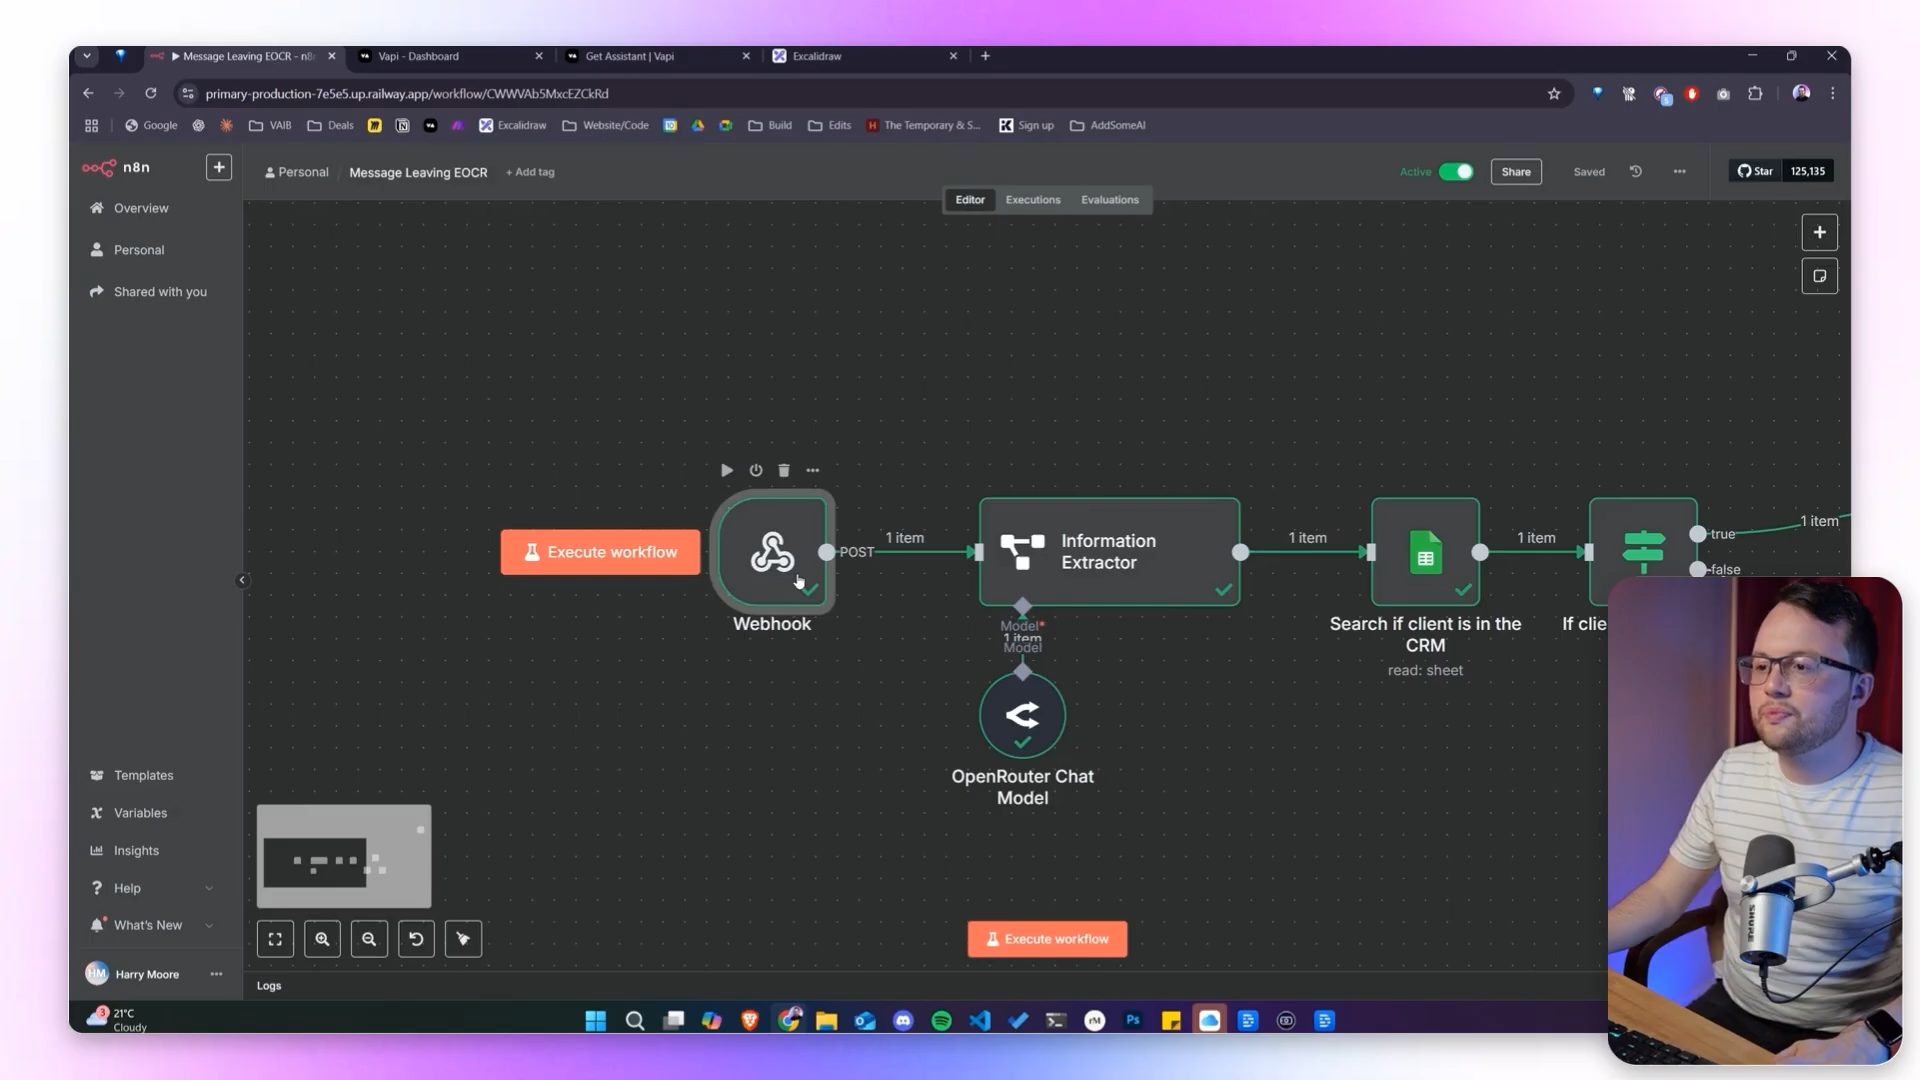 Message Leaving EOCR - n8
Vapi - Dashboard
Get Assistant | Vapi
Excalidraw
primary-production-7e5e5.up.railway.app/workflow/CWWVAb5MxcEZCkRd
Google
VAIB
Deals
Excalidraw
Website/Code
Build
Edits
The Temporary & S...
Sign up
AddSomeAI
n8n
Personal
Message Leaving EOCR
+ Add tag
Active
Share
Saved
Star
125,135
Editor
Executions
Evaluations
Overview
Personal
Shared with you
Execute workflow
POST
1 item
Information
Extractor
1 item
1 item
true
1 item
false
Webhook
Model*
1 item
Model
Search if client is in the
CRM
read: sheet
If clie
OpenRouter Chat
Model
Templates
Variables
Insights
Help
What's New
Execute workflow
HM
Harry Moore
Logs
3
21°C
Cloudy
rM
Ps
SHURE